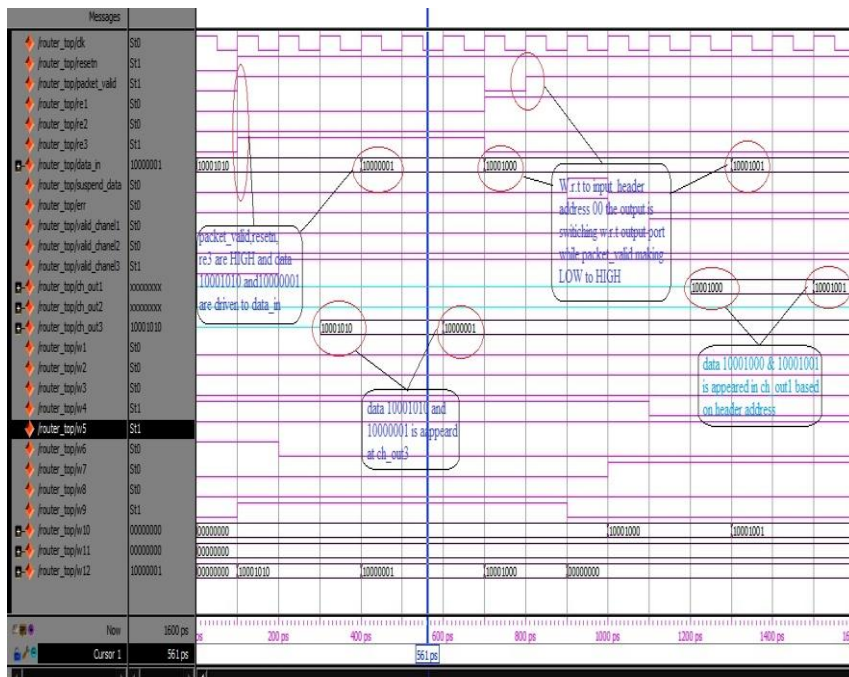 Messages
/router_top/clk St0
/router_top/resetn St1
/router_top/packet_valid St1
/router_top/re1 St0
/router_top/re2 St0
/router_top/re3 St1
/router_top/data_in 10000001 10001010 10000001 10001000 10001001
/router_top/suspend_data St0
/router_top/err St0
/router_top/valid_chanel1 St0
/router_top/valid_chanel2 St0
/router_top/valid_chanel3 St1
/router_top/ch_out1 xxxxxxxx 10001000 10001001
/router_top/ch_out2 xxxxxxxx
/router_top/ch_out3 10001010 10001010 10000001
/router_top/w1 St0
/router_top/w2 St0
/router_top/w3 St0
/router_top/w4 St1
/router_top/w5 St1
/router_top/w6 St0
/router_top/w7 St0
/router_top/w8 St0
/router_top/w9 St1
/router_top/w10 00000000 00000000 10001000 10001001
/router_top/w11 00000000 00000000
/router_top/w12 10000001 00000000 10001010 10000001 10001000 00000000
packet_valid,resetn,
re3 are HIGH and data
10001010 and10000001
are driven to data_in
W.r.t to input_header
address 00 the output is
switiching w.r.t output port
while packet_valid making
LOW to HIGH
data 10001010 and
10000001 is aappeard
at ch_out3
data 10001000 & 10001001
is appeared in ch_out1 based
on header address
Now 1600 ps
ps 200 ps 400 ps 600 ps 800 ps 1000 ps 1200 ps 1400 ps
Cursor 1 561 ps
561 ps